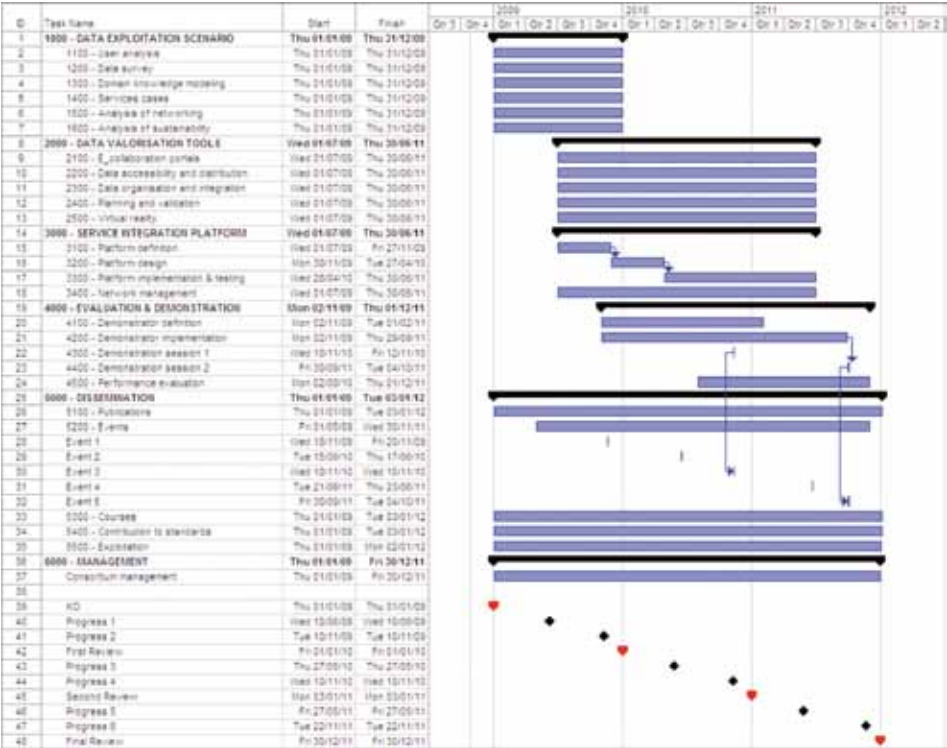 2009 2010 2011 2012
ID Task Name Start Finish Qtr 3 Qtr 4 Qtr 1 Qtr 2 Qtr 3 Qtr 4 Qtr 1 Qtr 2 Qtr 3 Qtr 4 Qtr 1 Qtr 2 Qtr 3 Qtr 4 Qtr 1 Qtr 2
1 1000 - DATA EXPLOITATION SCENARIO Thu 01/01/09 Thu 31/12/09
2 1100 - User analysis Thu 01/01/09 Thu 31/12/09
3 1200 - Data survey Thu 01/01/09 Thu 31/12/09
4 1300 - Domain knowledge modeling Thu 01/01/09 Thu 31/12/09
5 1400 - Services cases Thu 01/01/09 Thu 31/12/09
6 1500 - Analysis of networking Thu 01/01/09 Thu 31/12/09
7 1600 - Analysis of sustainability Thu 01/01/09 Thu 31/12/09
8 2000 - DATA VALORISATION TOOLS Wed 01/07/09 Thu 30/06/11
9 2100 - E_collaboration portals Wed 01/07/09 Thu 30/06/11
10 2200 - Data accessibility and distribution Wed 01/07/09 Thu 30/06/11
11 2300 - Data organisation and integration Wed 01/07/09 Thu 30/06/11
12 2400 - Planning and validation Wed 01/07/09 Thu 30/06/11
13 2500 - Virtual reality Wed 01/07/09 Thu 30/06/11
14 3000 - SERVICE INTEGRATION PLATFORM Wed 01/07/09 Thu 30/06/11
15 3100 - Platform definition Wed 01/07/09 Fri 27/11/09
16 3200 - Platform design Mon 30/11/09 Tue 27/04/10
17 3300 - Platform implementation & testing Wed 28/04/10 Thu 30/06/11
18 3400 - Network management Wed 01/07/09 Thu 30/06/11
19 4000 - EVALUATION & DEMONSTRATION Mon 02/11/09 Thu 01/12/11
20 4100 - Demonstrator definition Mon 02/11/09 Tue 01/02/11
21 4200 - Demonstrator implementation Mon 02/11/09 Thu 29/09/11
22 4300 - Demonstration session 1 Wed 10/11/10 Fri 12/11/10
23 4400 - Demonstration session 2 Fri 30/09/11 Tue 04/10/11
24 4500 - Performance evaluation Mon 02/08/10 Thu 01/12/11
25 5000 - DISSEMINATION Thu 01/01/09 Tue 03/01/12
26 5100 - Publications Thu 01/01/09 Tue 03/01/12
27 5200 - Events Fri 01/05/09 Wed 30/11/11
28 Event 1 Fri 20/11/09
29 Event 2 Tue 15/06/10 Thu 17/06/10
30 Event 3 Wed 10/11/10 Wed 10/11/10
31 Event 4 Tue 21/06/11 Thu 23/06/11
32 Event 5 Fri 30/09/11 Tue 04/10/11
33 5300 - Courses Thu 01/01/09 Tue 03/01/12
34 5400 - Contribution to standards Thu 01/01/09 Tue 03/01/12
35 5500 - Exploitation Thu 01/01/09 Mon 02/01/12
36 6000 - MANAGEMENT Thu 01/01/09 Fri 30/12/11
37 Consortium management Thu 01/01/09 Fri 30/12/11
38
39 KO Thu 01/01/09 Thu 01/01/09
40 Progress 1 Wed 10/06/09 Wed 10/06/09
41 Progress 2 Tue 10/11/09 Tue 10/11/09
42 First Review Fri 01/01/10 Fri 01/01/10
43 Progress 3 Thu 27/05/10 Thu 27/05/10
44 Progress 4 Wed 10/11/10 Wed 10/11/10
45 Second Review Mon 03/01/11 Mon 03/01/11
46 Progress 5 Fri 27/05/11 Fri 27/05/11
47 Progress 6 Tue 22/11/11 Tue 22/11/11
48 Final Review Fri 30/12/11 Fri 30/12/11